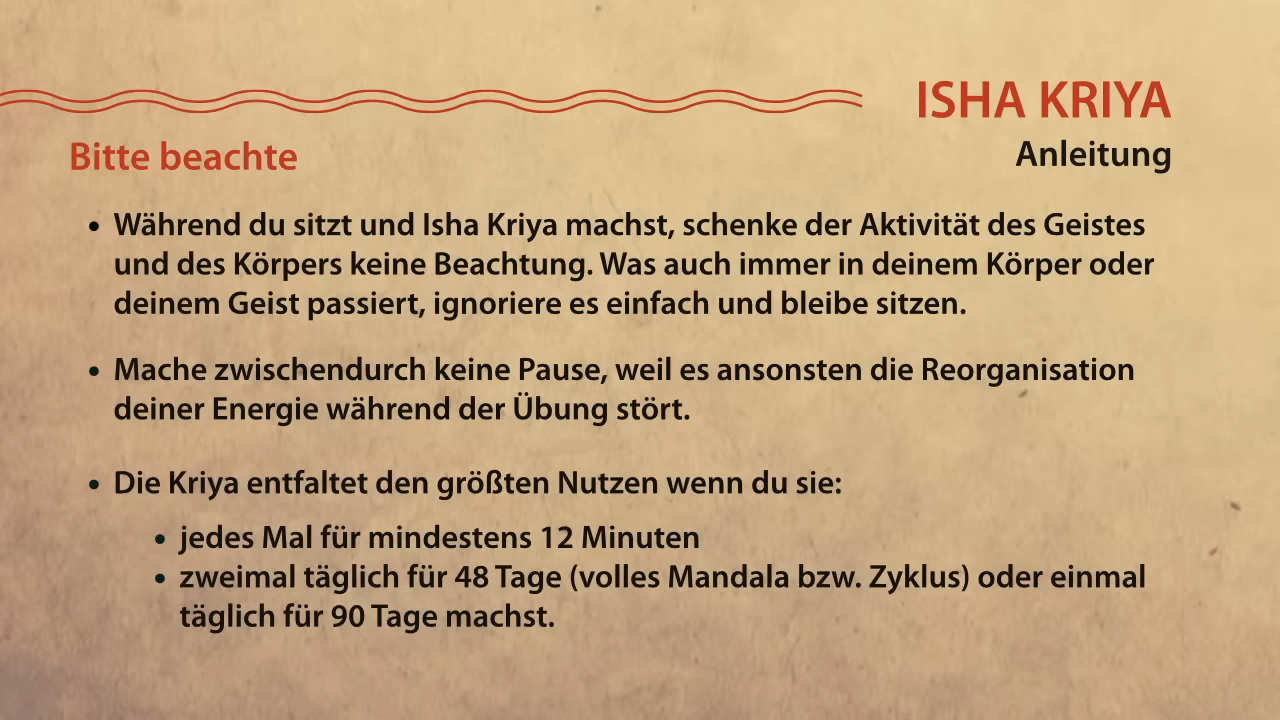 ISHA KRIYA
Anleitung
Bitte beachte
• Während du sitzt und Isha Kriya machst, schenke der Aktivität des Geistes
und des Körpers keine Beachtung. Was auch immer in deinem Körper oder
deinem Geist passiert, ignoriere es einfach und bleibe sitzen.
• Mache zwischendurch keine Pause, weil es ansonsten die Reorganisation
deiner Energie während der Übung stört.
• Die Kriya entfaltet den größten Nutzen wenn du sie:
• jedes Mal für mindestens 12 Minuten
• zweimal täglich für 48 Tage (volles Mandala bzw. Zyklus) oder einmal
täglich für 90 Tage machst.